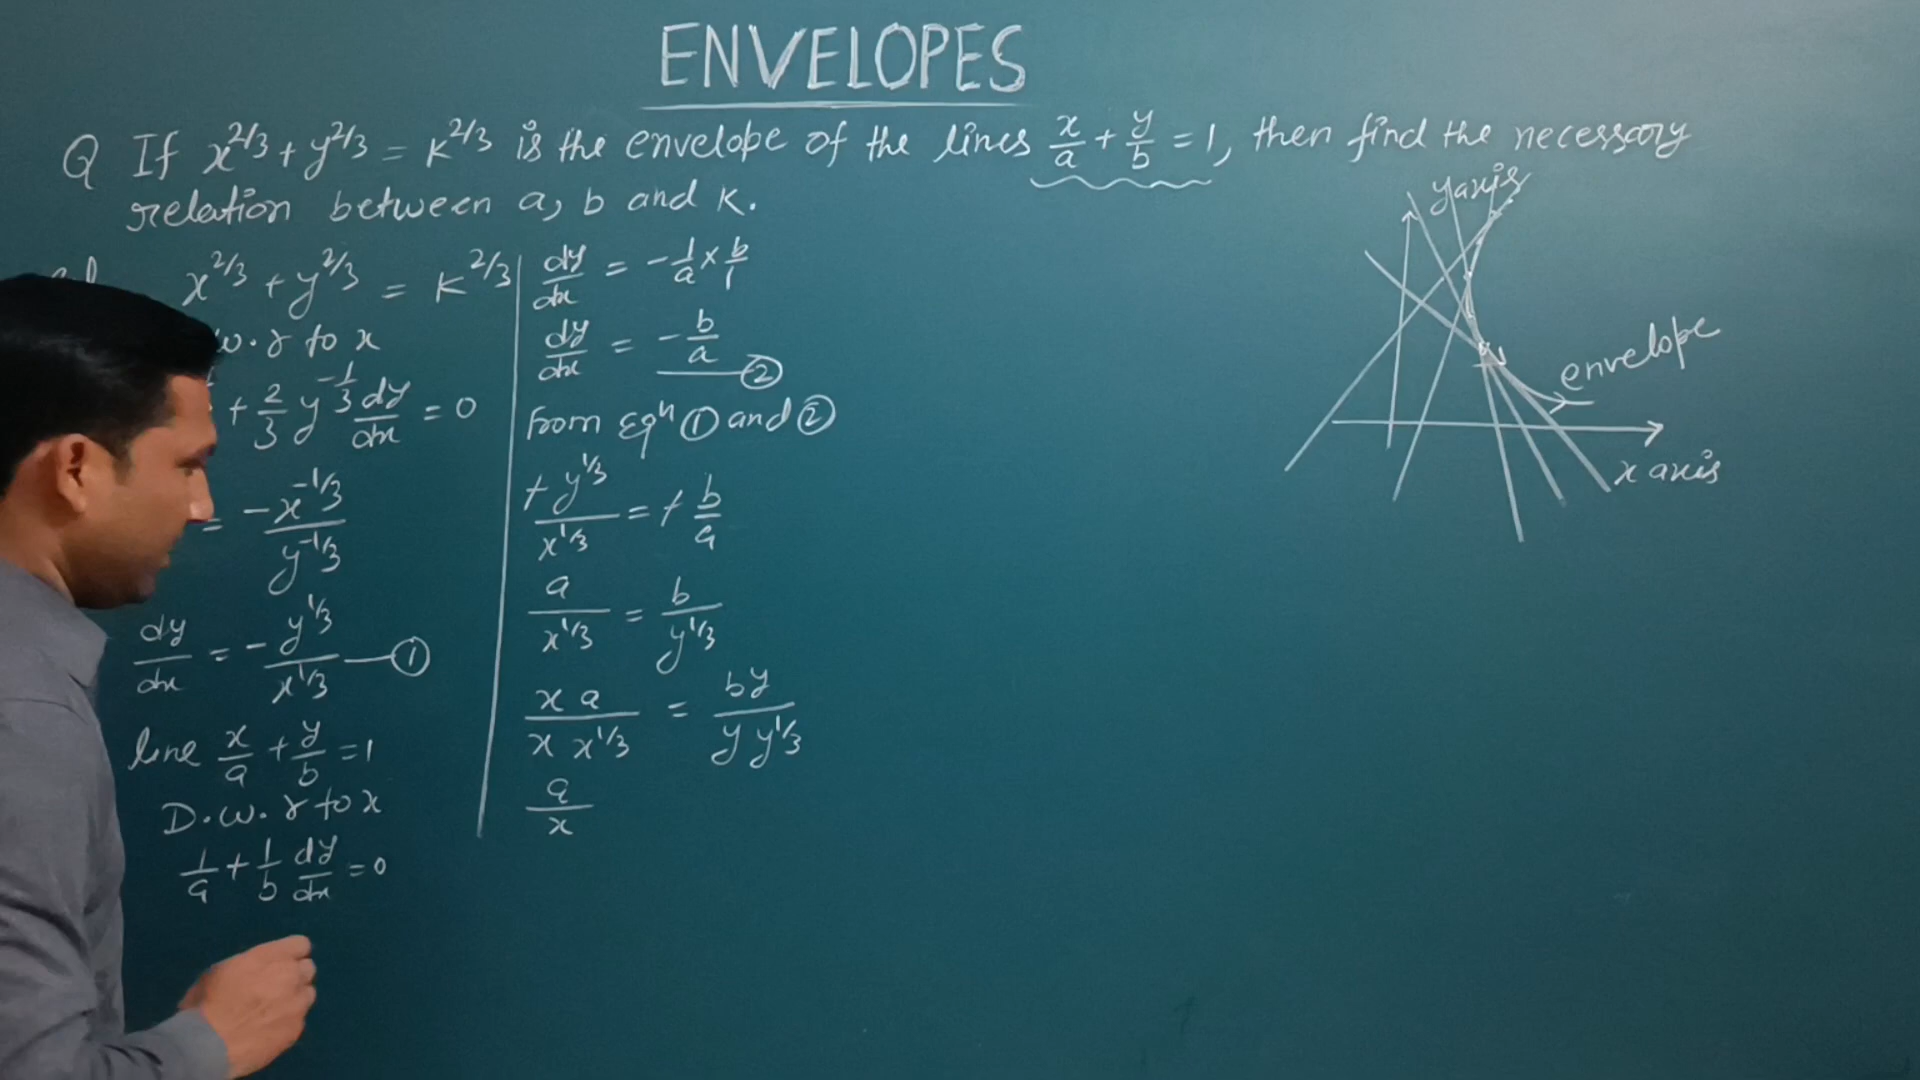 ENVELOPES
Q If x^2/3 + y^2/3 = K^2/3 is the envelope of the lines x/a + y/b = 1, then find the necessary
relation between a, b and K.
x^2/3 + y^2/3 = K^2/3
w.r to x
+ 2/3 y^-1/3 dy/dx = 0
= -x^-1/3 / y^-1/3
dy/dx = - y^1/3 / x^1/3 — ①
line x/a + y/b = 1
D.w.r to x
1/a + 1/b dy/dx = 0
dy/dx = - 1/a × b/1
dy/dx = - b/a — ②
from Eqn ① and ②
+ y^1/3 / x^1/3 = + b/a
a / x^1/3 = b / y^1/3
x a / x x^1/3 = b y / y y^1/3
a / x
y axis
envelope
x axis